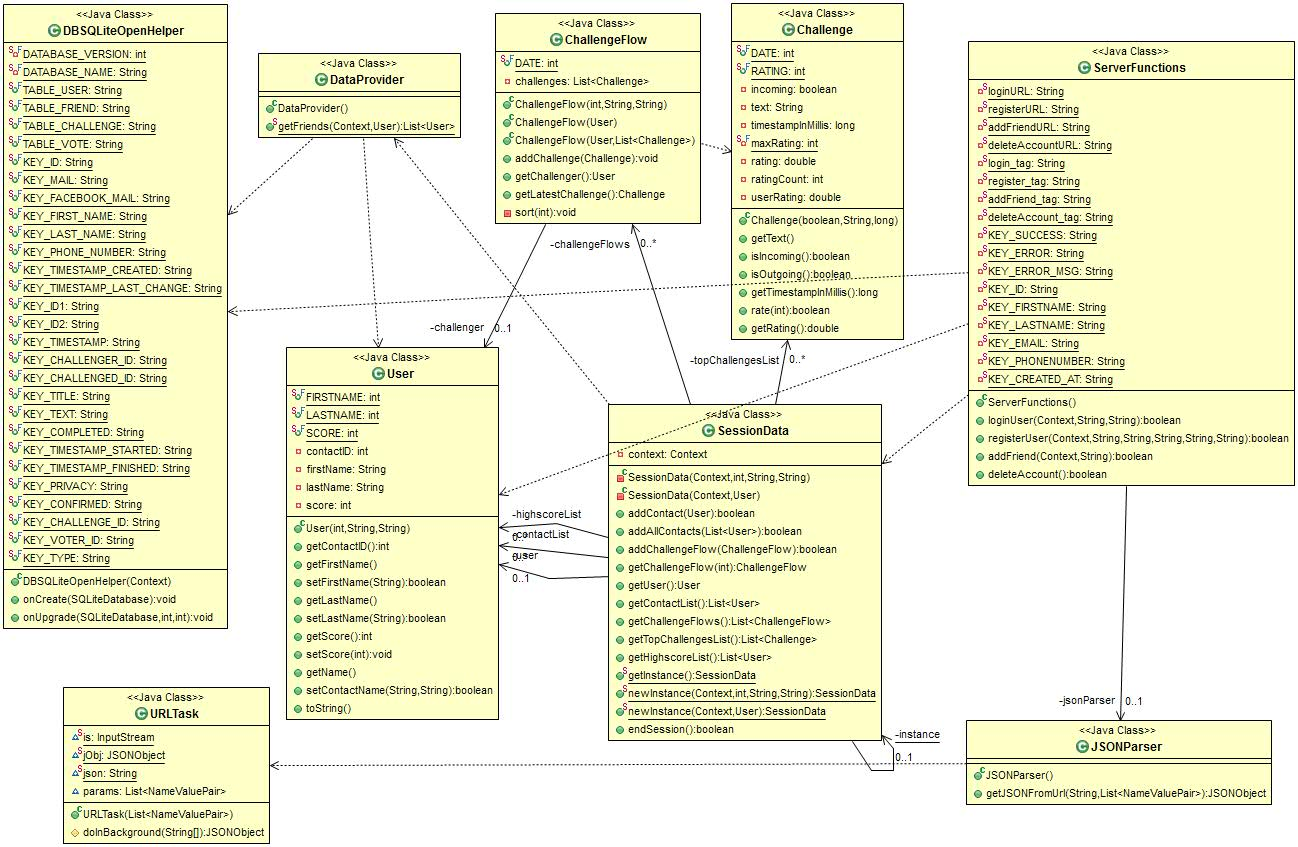 <<Java Class>>
DBSQLiteOpenHelper
DATABASE_VERSION: int
DATABASE_NAME: String
TABLE_USER: String
TABLE_FRIEND: String
TABLE_CHALLENGE: String
TABLE_VOTE: String
KEY_ID: String
KEY_MAIL: String
KEY_FACEBOOK_MAIL: String
KEY_FIRST_NAME: String
KEY_LAST_NAME: String
KEY_PHONE_NUMBER: String
KEY_TIMESTAMP_CREATED: String
KEY_TIMESTAMP_LAST_CHANGE: String
KEY_ID1: String
KEY_ID2: String
KEY_TIMESTAMP: String
KEY_CHALLENGER_ID: String
KEY_CHALLENGED_ID: String
KEY_TITLE: String
KEY_TEXT: String
KEY_COMPLETED: String
KEY_TIMESTAMP_STARTED: String
KEY_TIMESTAMP_FINISHED: String
KEY_PRIVACY: String
KEY_CONFIRMED: String
KEY_CHALLENGE_ID: String
KEY_VOTER_ID: String
KEY_TYPE: String
DBSQLiteOpenHelper(Context)
onCreate(SQLiteDatabase):void
onUpgrade(SQLiteDatabase,int,int):void
<<Java Class>>
DataProvider
DataProvider()
getFriends(Context,User):List<User>
<<Java Class>>
ChallengeFlow
DATE: int
challenges: List<Challenge>
ChallengeFlow(int,String,String)
ChallengeFlow(User)
ChallengeFlow(User,List<Challenge>)
addChallenge(Challenge):void
getChallenger():User
getLatestChallenge():Challenge
sort(int):void
<<Java Class>>
Challenge
DATE: int
RATING: int
incoming: boolean
text: String
timestampInMillis: long
maxRating: int
rating: double
ratingCount: int
userRating: double
Challenge(boolean,String,long)
getText()
isIncoming():boolean
isOutgoing():boolean
getTimestampInMillis():long
rate(int):boolean
getRating():double
<<Java Class>>
ServerFunctions
loginURL: String
registerURL: String
addFriendURL: String
deleteAccountURL: String
login_tag: String
register_tag: String
addFriend_tag: String
deleteAccount_tag: String
KEY_SUCCESS: String
KEY_ERROR: String
KEY_ERROR_MSG: String
KEY_ID: String
KEY_FIRSTNAME: String
KEY_LASTNAME: String
KEY_EMAIL: String
KEY_PHONENUMBER: String
KEY_CREATED_AT: String
ServerFunctions()
loginUser(Context,String,String):boolean
registerUser(Context,String,String,String,String,String):boolean
addFriend(Context,String):boolean
deleteAccount():boolean
-challengeFlows
0..*
-challenger
0..1
-topChallengesList
0..*
<<Java Class>>
User
FIRSTNAME: int
LASTNAME: int
SCORE: int
contactID: int
firstName: String
lastName: String
score: int
User(int,String,String)
getContactID():int
getFirstName()
setFirstName(String):boolean
getLastName()
setLastName(String):boolean
getScore():int
setScore(int):void
getName()
setContactName(String,String):boolean
toString()
-highscoreList
0..*
-contactList
0..*
-user
0..1
<<Java Class>>
SessionData
context: Context
SessionData(Context,int,String,String)
SessionData(Context,User)
addContact(User):boolean
addAllContacts(List<User>):boolean
addChallengeFlow(ChallengeFlow):boolean
getChallengeFlow(int):ChallengeFlow
getUser():User
getContactList():List<User>
getChallengeFlows():List<ChallengeFlow>
getTopChallengesList():List<Challenge>
getHighscoreList():List<User>
getInstance():SessionData
newInstance(Context,int,String,String):SessionData
newInstance(Context,User):SessionData
endSession():boolean
-instance
0..1
-jsonParser
0..1
<<Java Class>>
JSONParser
JSONParser()
getJSONFromUrl(String,List<NameValuePair>):JSONObject
<<Java Class>>
URLTask
is: InputStream
jObj: JSONObject
json: String
params: List<NameValuePair>
URLTask(List<NameValuePair>)
doInBackground(String[]):JSONObject